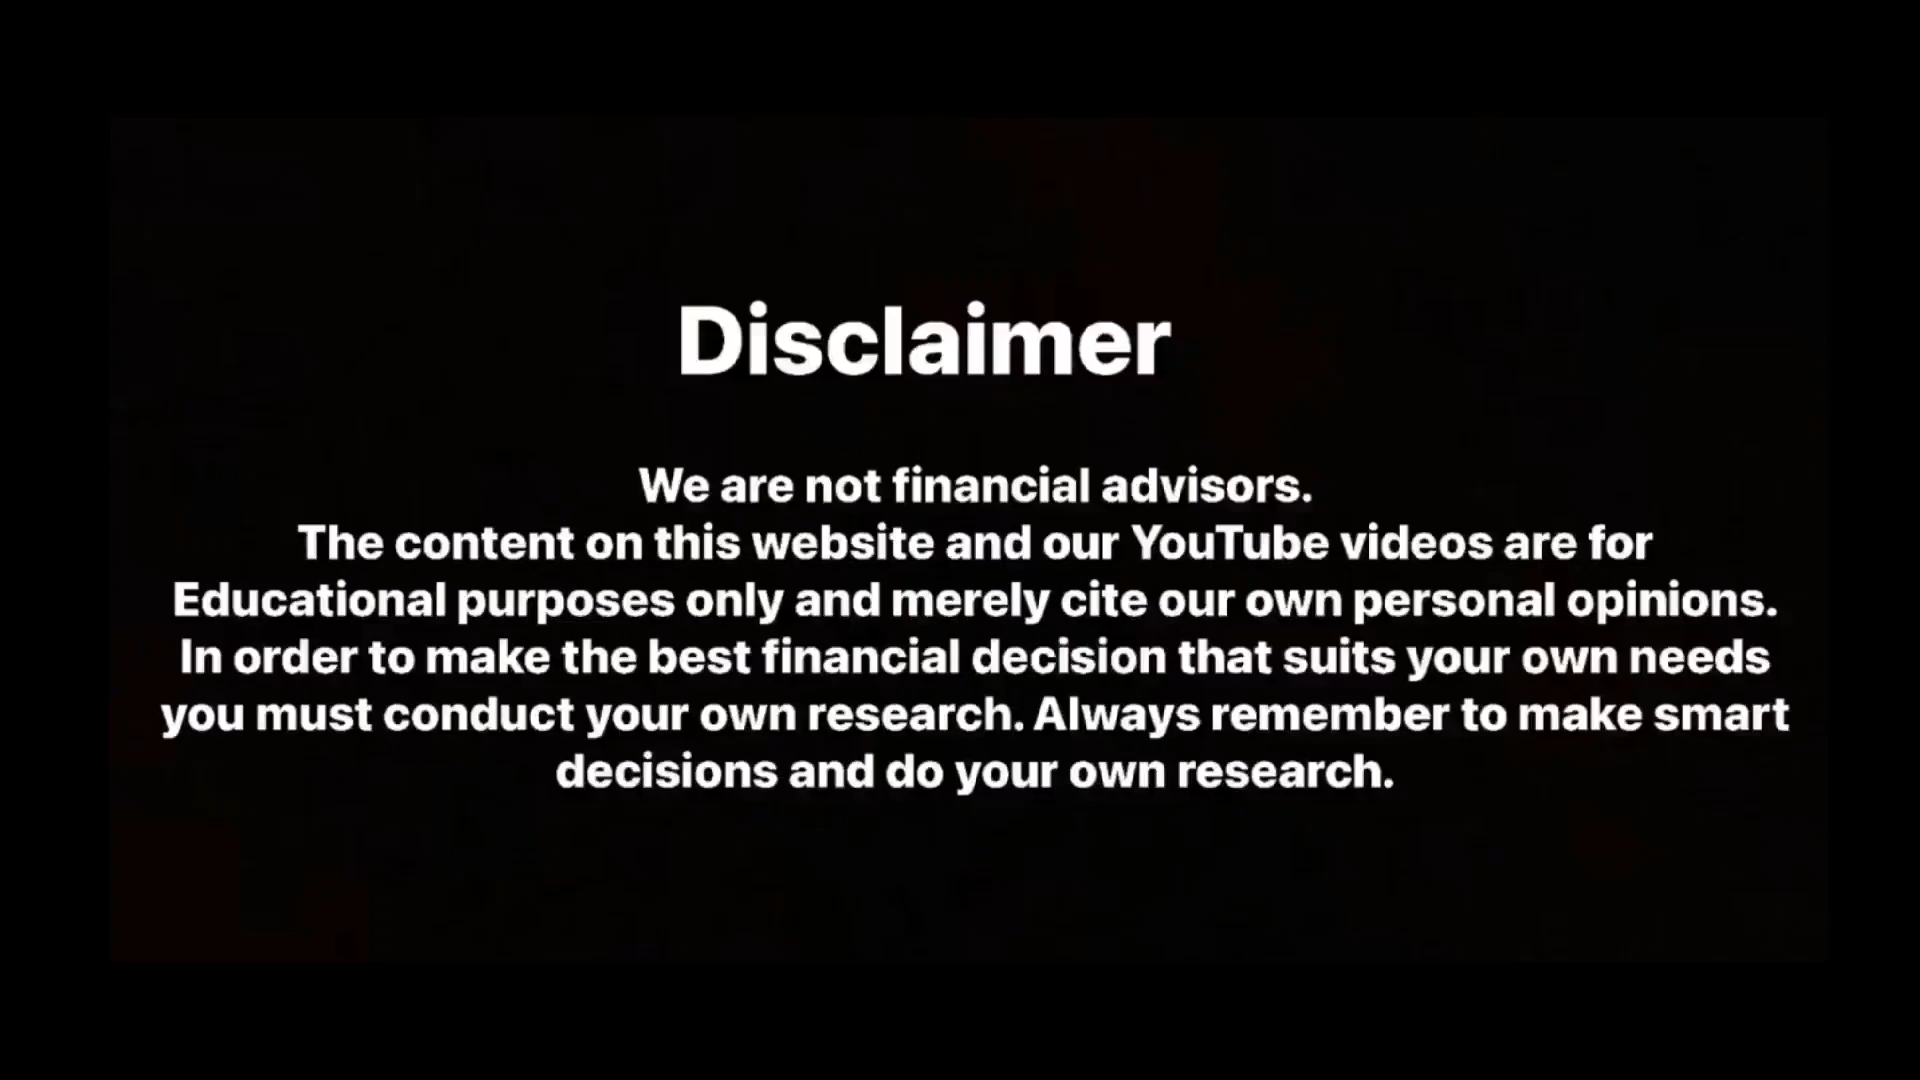 Disclaimer
We are not financial advisors.
The content on this website and our YouTube videos are for
Educational purposes only and merely cite our own personal opinions.
In order to make the best financial decision that suits your own needs
you must conduct your own research. Always remember to make smart
decisions and do your own research.